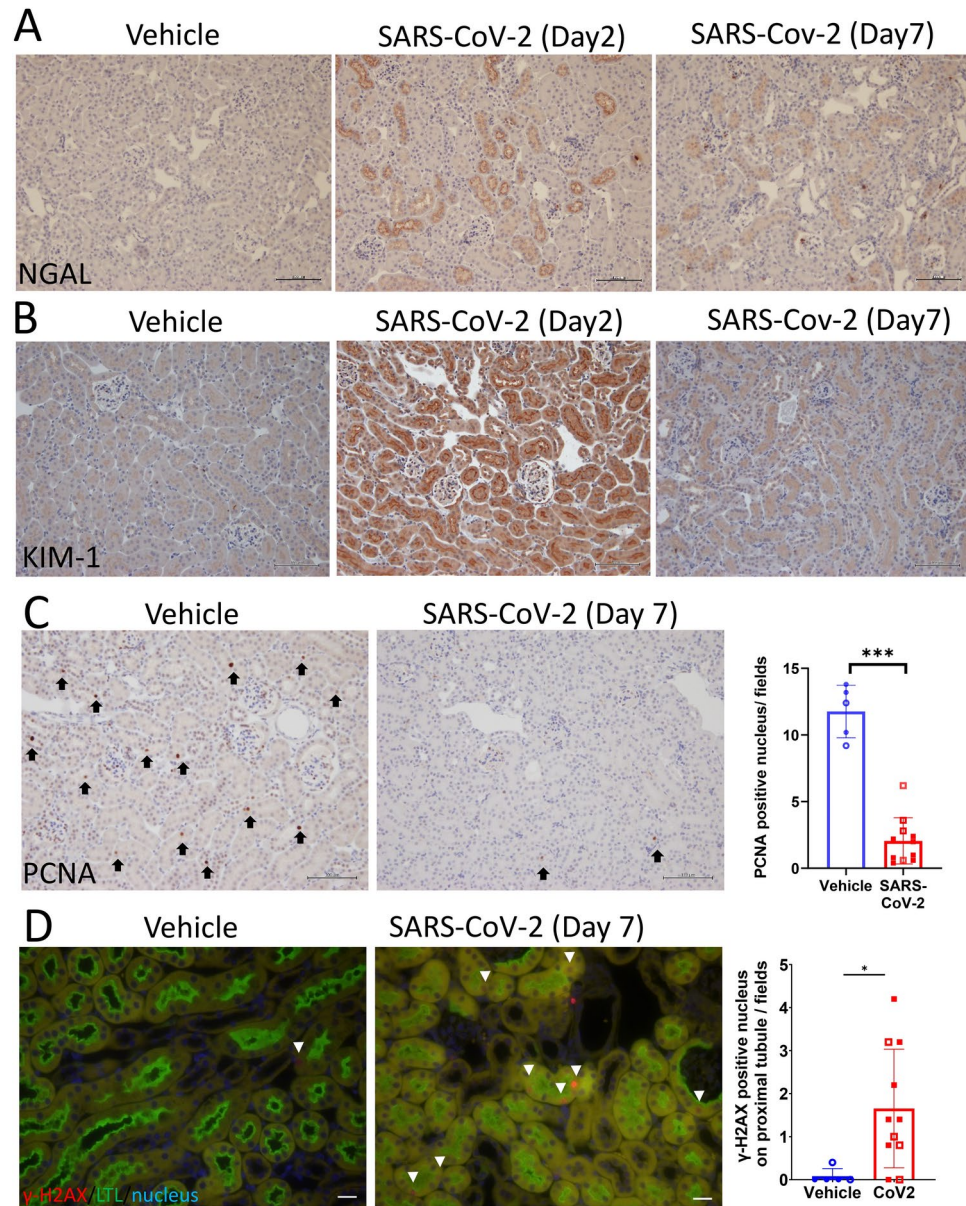 A
Vehicle
SARS-CoV-2 (Day2)
SARS-Cov-2 (Day7)
NGAL
B
Vehicle
SARS-CoV-2 (Day2)
SARS-Cov-2 (Day7)
KIM-1
C
Vehicle
SARS-CoV-2 (Day 7)
PCNA
PCNA positive nucleus/ fields
15
10
5
0
***
Vehicle
SARS-
CoV-2
D
Vehicle
SARS-CoV-2 (Day 7)
γ-H2AX/LTL/nucleus
γ-H2AX positive nucleus
on proximal tubule / fields
5
4
3
2
1
0
*
Vehicle
CoV2